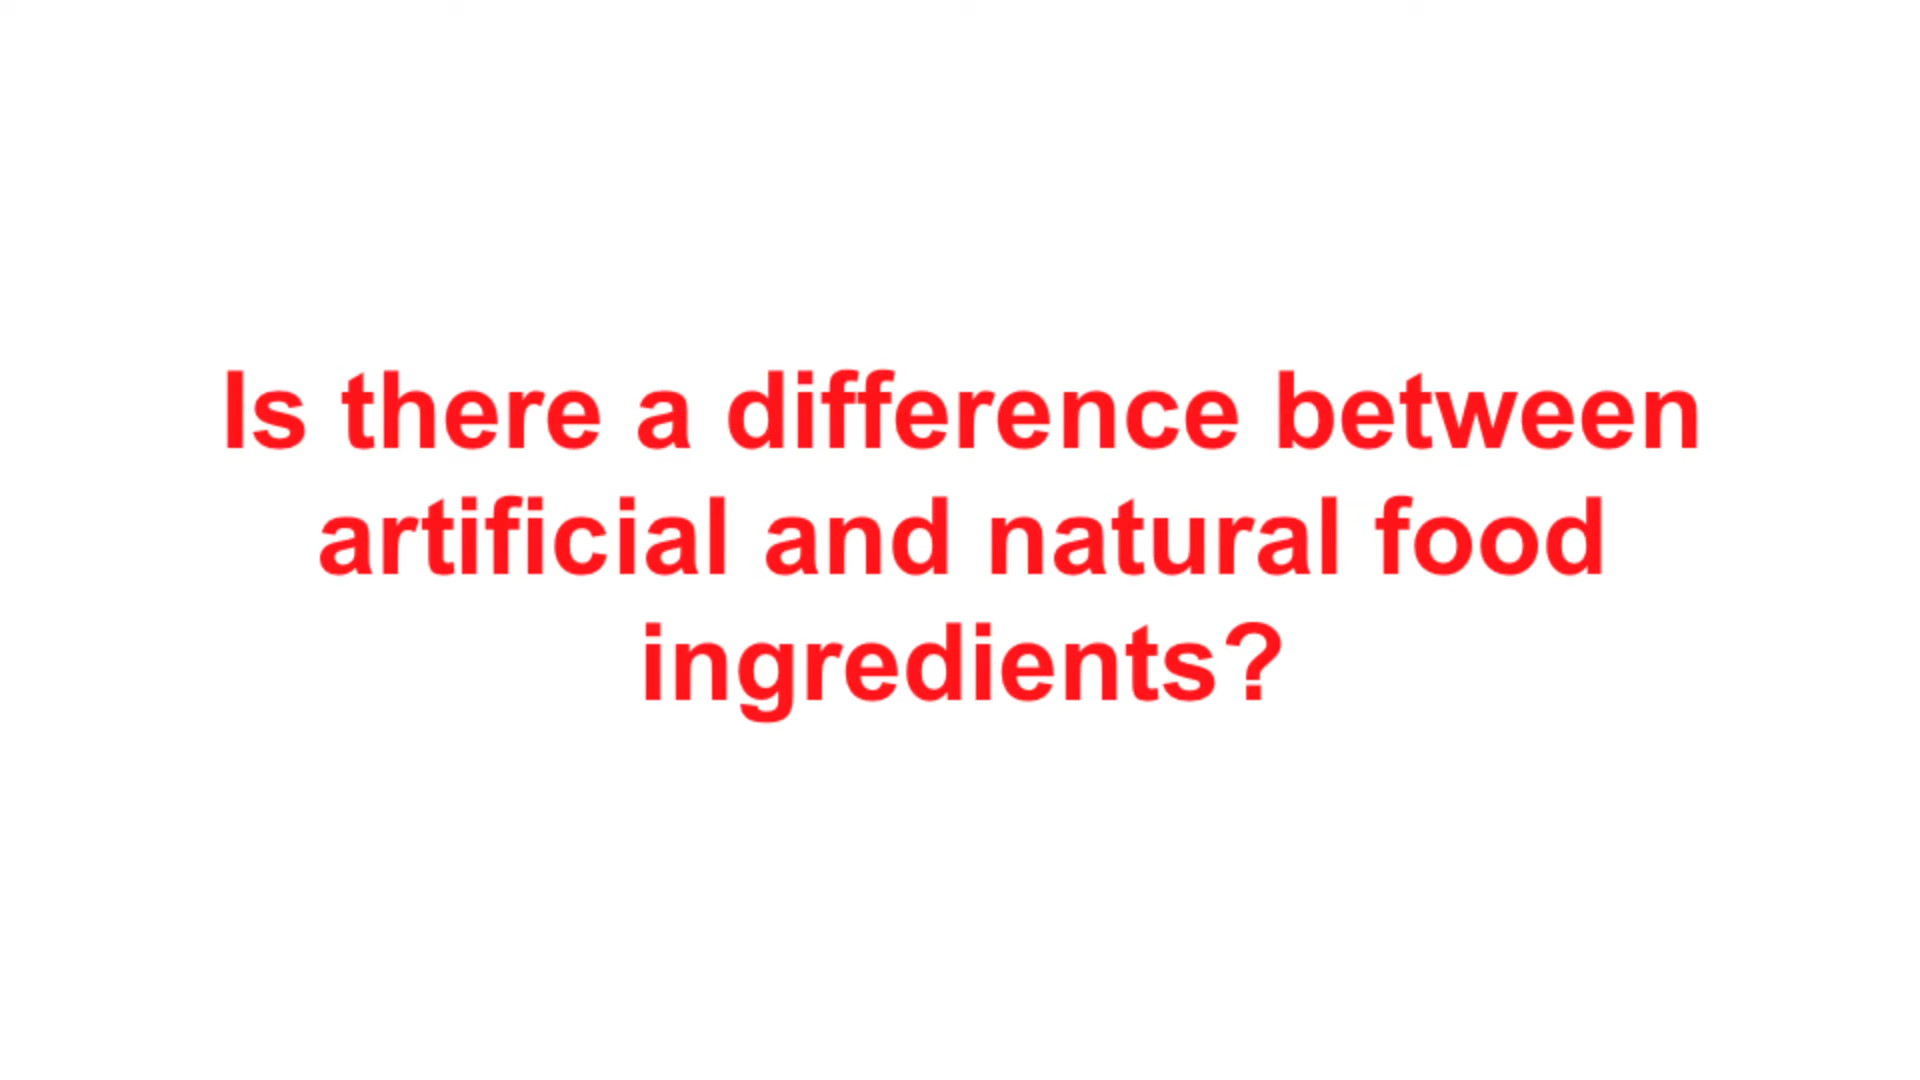 Is there a difference between
artificial and natural food
ingredients?